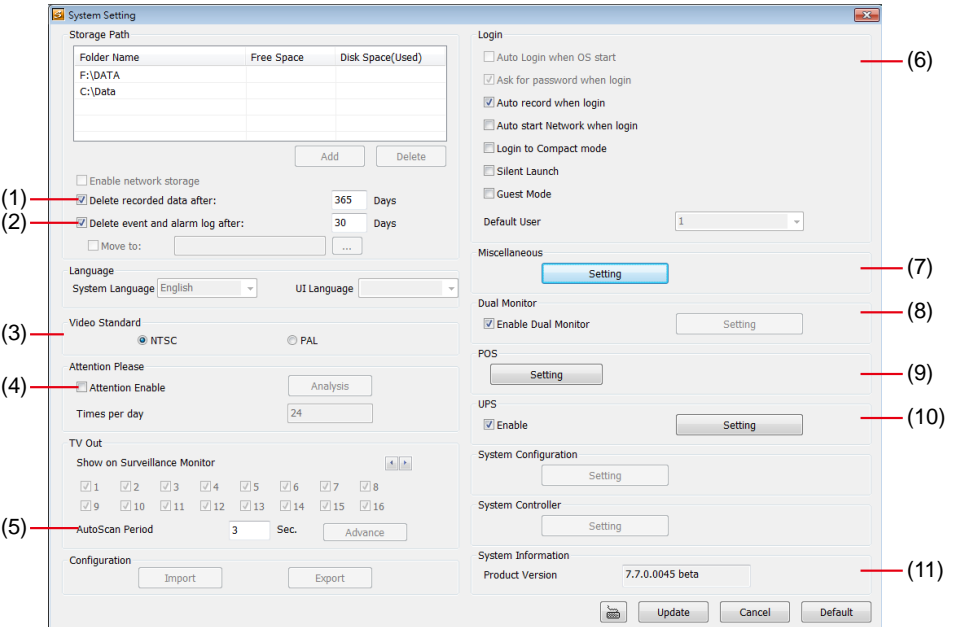 System Setting
Storage Path
Folder Name Free Space Disk Space(Used)
F:\DATA
C:\Data
Add Delete
Enable network storage
(1) Delete recorded data after: 365 Days
(2) Delete event and alarm log after: 30 Days
Move to: ...
Language
System Language English UI Language
Video Standard
(3) NTSC PAL
Attention Please
(4) Attention Enable Analysis
Times per day 24
TV Out
Show on Surveillance Monitor
1 2 3 4 5 6 7 8
9 10 11 12 13 14 15 16
(5) AutoScan Period 3 Sec. Advance
Configuration
Import Export
Login
Auto Login when OS start (6)
Ask for password when login
Auto record when login
Auto start Network when login
Login to Compact mode
Silent Launch
Guest Mode
Default User 1
Miscellaneous
Setting (7)
Dual Monitor (8)
Enable Dual Monitor Setting
POS
Setting (9)
UPS (10)
Enable Setting
System Configuration
Setting
System Controller
Setting
System Information
Product Version 7.7.0.0045 beta (11)
Update Cancel Default